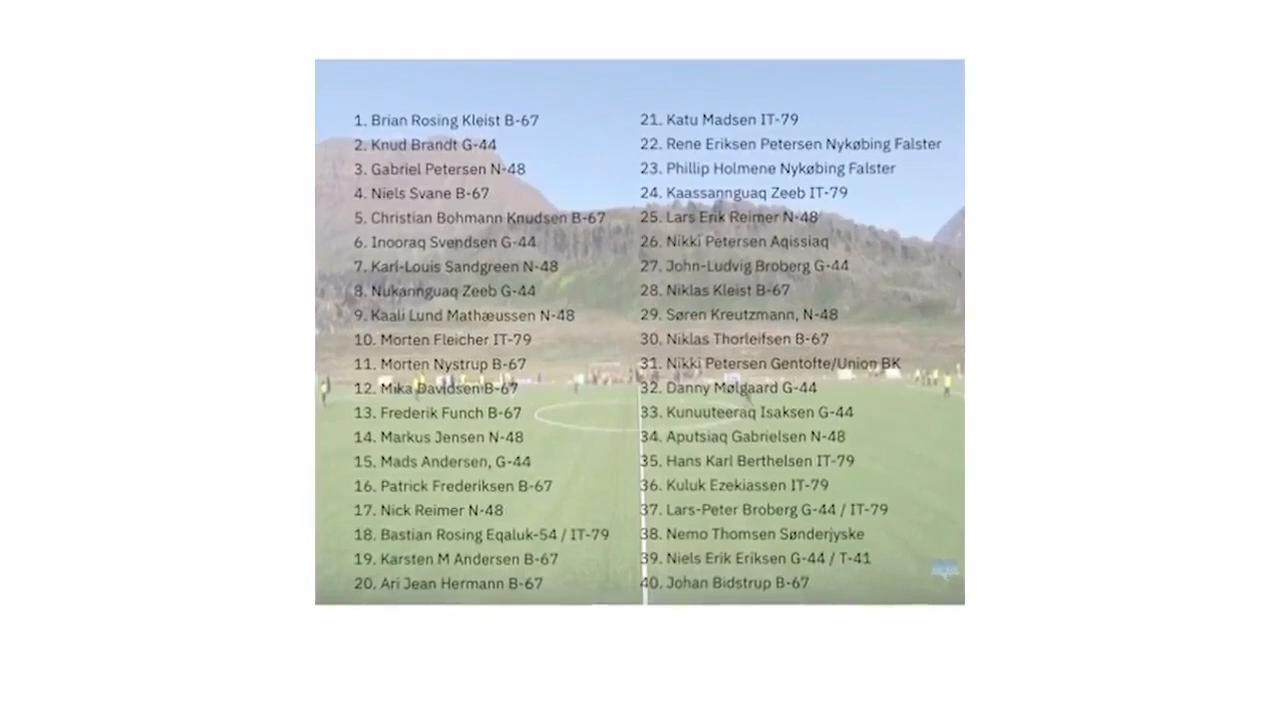 1. Brian Rosing Kleist B-67
2. Knud Brandt G-44
3. Gabriel Petersen N-48
4. Niels Svane B-67
5. Christian Bohmann Knudsen B-67
6. Inooraq Svendsen G-44
7. Karl-Louis Sandgreen N-48
8. Nukannguaq Zeeb G-44
9. Kaali Lund Mathæussen N-48
10. Morten Fleicher IT-79
11. Morten Nystrup B-67
12. Mika Davidsen B-67
13. Frederik Funch B-67
14. Markus Jensen N-48
15. Mads Andersen, G-44
16. Patrick Frederiksen B-67
17. Nick Reimer N-48
18. Bastian Rosing Eqaluk-54 / IT-79
19. Karsten M Andersen B-67
20. Ari Jean Hermann B-67
21. Katu Madsen IT-79
22. Rene Eriksen Petersen Nykøbing Falster
23. Phillip Holmene Nykøbing Falster
24. Kaassannguaq Zeeb IT-79
25. Lars Erik Reimer N-48
26. Nikki Petersen Aqissiaq
27. John-Ludvig Broberg G-44
28. Niklas Kleist B-67
29. Søren Kreutzmann, N-48
30. Niklas Thorleifsen B-67
31. Nikki Petersen Gentofte/Union BK
32. Danny Mølgaard G-44
33. Kunuuteeraq Isaksen G-44
34. Aputsiaq Gabrielsen N-48
35. Hans Karl Berthelsen IT-79
36. Kuluk Ezekiassen IT-79
37. Lars-Peter Broberg G-44 / IT-79
38. Nemo Thomsen Sønderjyske
39. Niels Erik Eriksen G-44 / T-41
40. Johan Bidstrup B-67